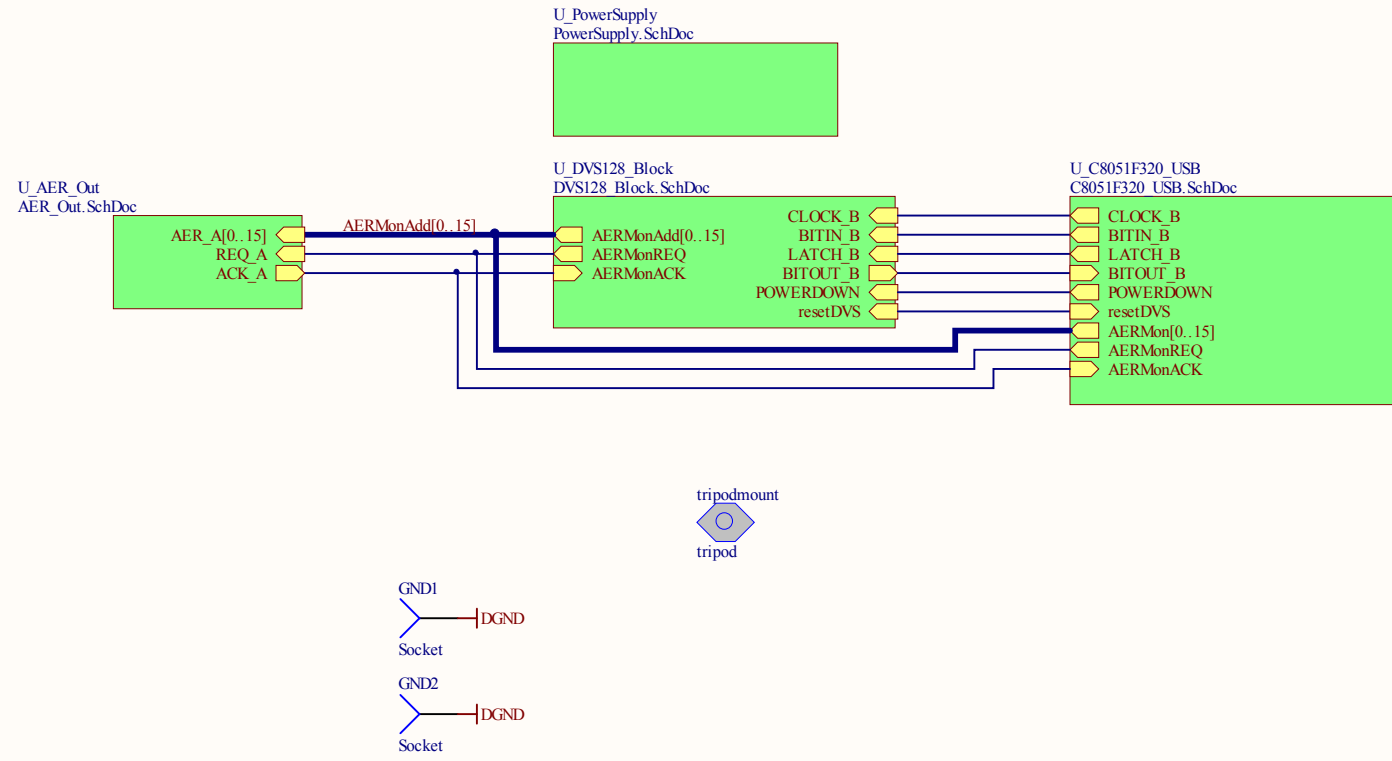 U_PowerSupply
PowerSupply.SchDoc
U_AER_Out
AER_Out.SchDoc
AER_A[0..15]
REQ_A
ACK_A
AERMonAdd[0..15]
U_DVS128_Block
DVS128_Block.SchDoc
AERMonAdd[0..15]
AERMonREQ
AERMonACK
CLOCK_B
BITIN_B
LATCH_B
BITOUT_B
POWERDOWN
resetDVS
U_C8051F320_USB
C8051F320_USB.SchDoc
CLOCK_B
BITIN_B
LATCH_B
BITOUT_B
POWERDOWN
resetDVS
AERMon[0..15]
AERMonREQ
AERMonACK
tripodmount
tripod
GND1
DGND
Socket
GND2
DGND
Socket